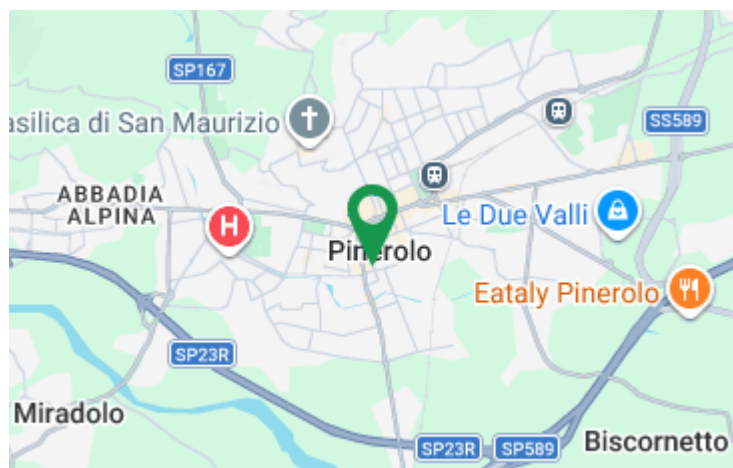 SP167
asilica di San Maurizio
SS589
ABBADIA
ALPINA
H
Le Due Valli
Pinerolo
Eataly Pinerolo
SP23R
Miradolo
SP23R
SP589
Biscornetto